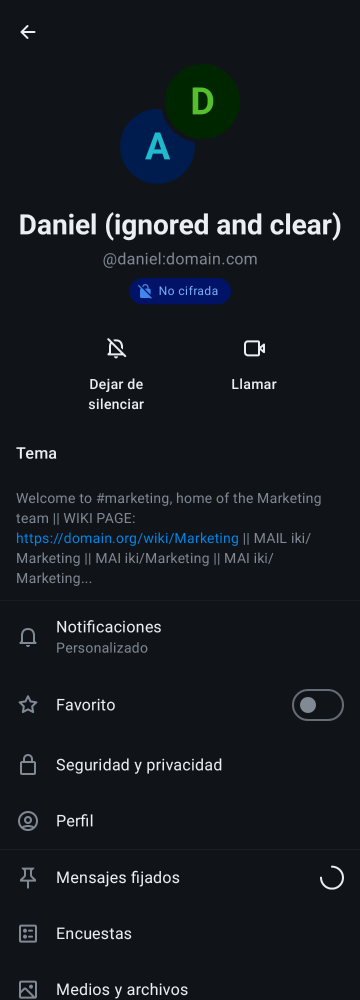 D
A
Daniel (ignored and clear)
@daniel:domain.com
No cifrada
Dejar de
silenciar
Llamar
Tema
Welcome to #marketing, home of the Marketing
team || WIKI PAGE:
https://domain.org/wiki/Marketing || MAIL iki/
Marketing || MAI iki/Marketing || MAI iki/
Marketing...
Notificaciones
Personalizado
Favorito
Seguridad y privacidad
Perfil
Mensajes fijados
Encuestas
Medios y archivos